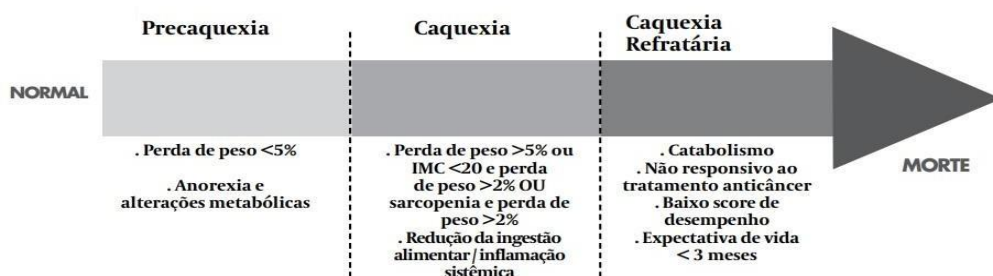 Precaquexia
Caquexia
Caquexia
Refratária
NORMAL
. Perda de peso <5%
. Anorexia e
alterações metabólicas
. Perda de peso >5% ou
IMC <20 e perda
de peso >2% OU
sarcopenia e perda de
peso >2%
. Redução da ingestão
alimentar/inflamação
sistêmica
. Catabolismo
. Não responsivo ao
tratamento anticâncer
. Baixo score de
desempenho
. Expectativa de vida
< 3 meses
MORTE